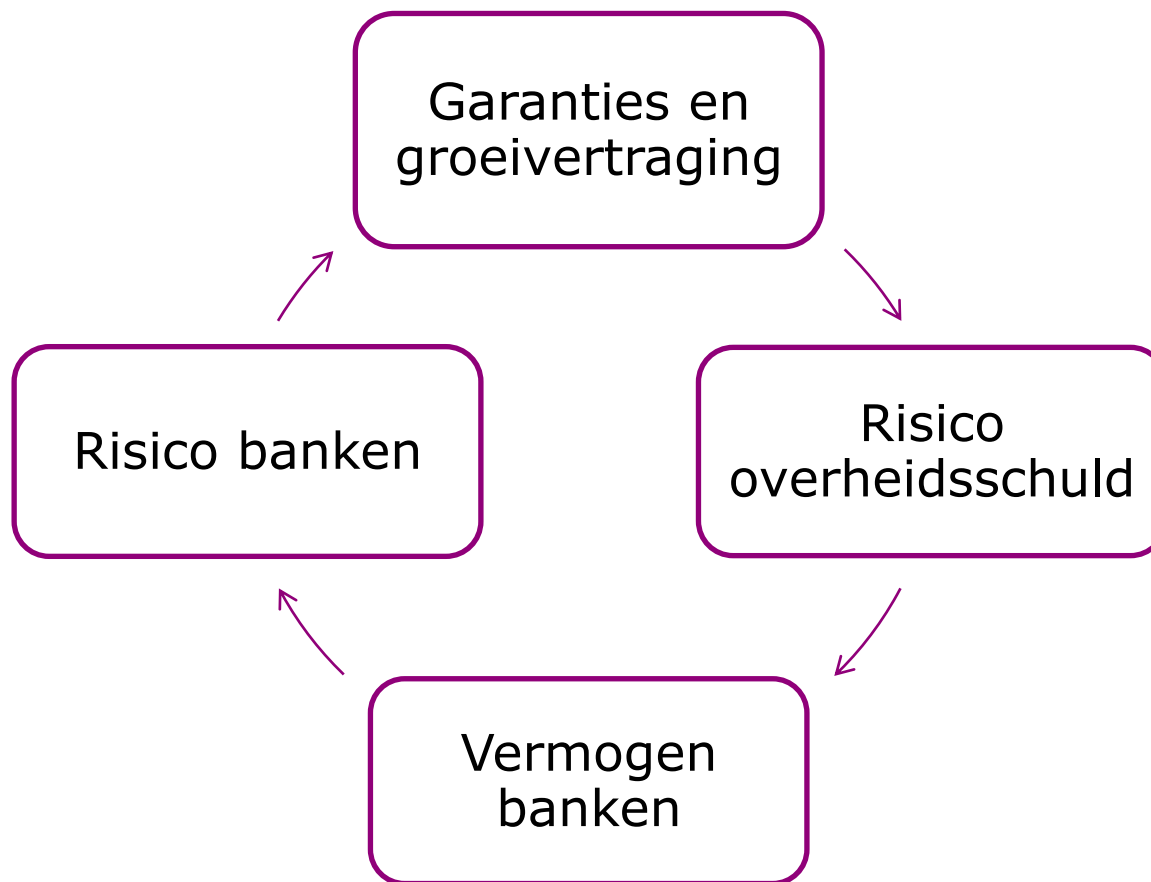 Garanties en
groeivertraging
Risico banken
Risico
overheidsschuld
Vermogen
banken